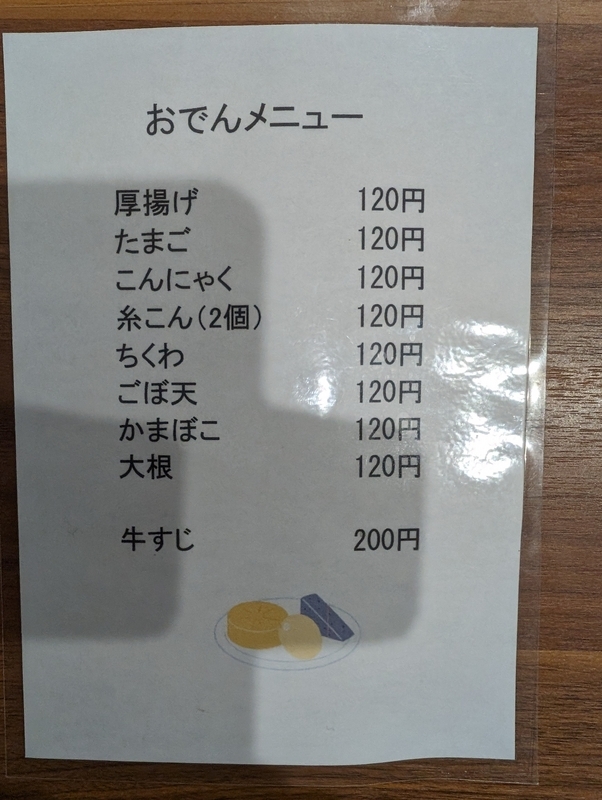 おでんメニュー
厚揚げ 120円
たまご 120円
こんにゃく 120円
糸こん（2個） 120円
ちくわ 120円
ごぼ天 120円
かまぼこ 120円
大根 120円
牛すじ 200円